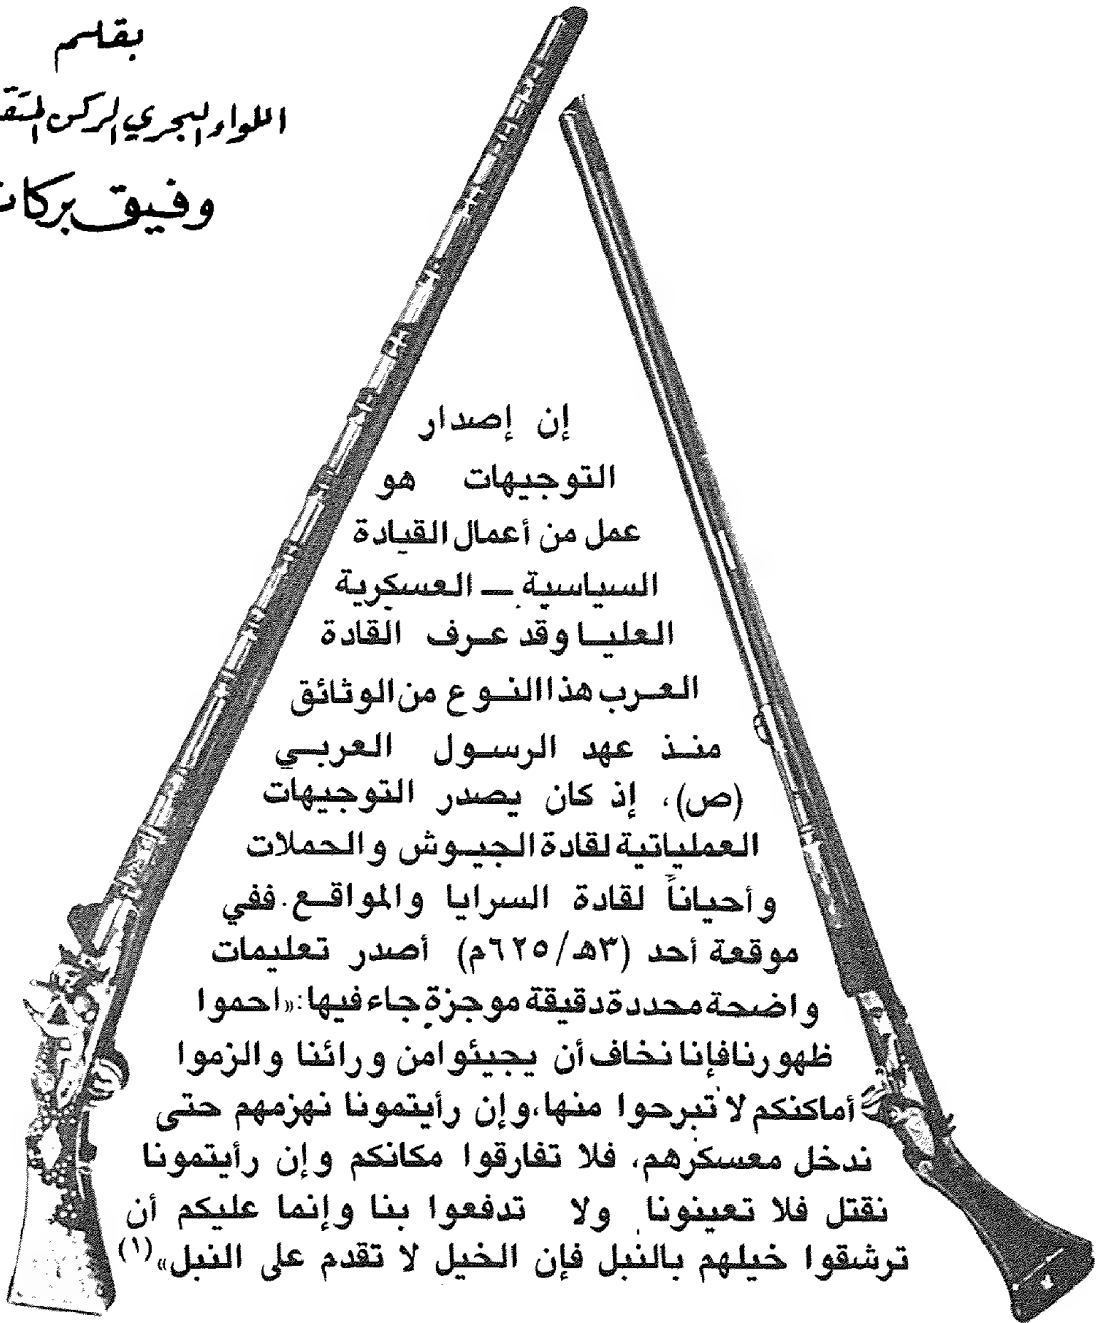 بقلم
اللواء البحري الركن
وفيق
إن إصدار
التوجيهات هو
عمل من أعمال القيادة
السياسية ــ العسكرية
العليا وقد عرف القادة
العرب هذا النوع من الوثائق
منذ عهد الرسول العربي
(ص)، إذ كان يصدر التوجيهات
العملياتية لقادة الجيوش والحملات
وأحياناً لقادة السرايا والمواقع. ففي
موقعة أحد (٣هـ/٦٢٥م) أصدر تعليمات
واضحة محددة دقيقة موجزة جاء فيها: «احموا
ظهورنا فإنا نخاف أن يجيئوا من ورائنا والزموا
أماكنكم لا تبرحوا منها، وإن رأيتمونا نهزمهم حتى
ندخل معسكرهم، فلا تفارقوا مكانكم وإن رأيتمونا
نقتل فلا تعينونا ولا تدفعوا بنا وإنما عليكم أن
ترشقوا خيلهم بالنبل فإن الخيل لا تقدم على النبل» (١)